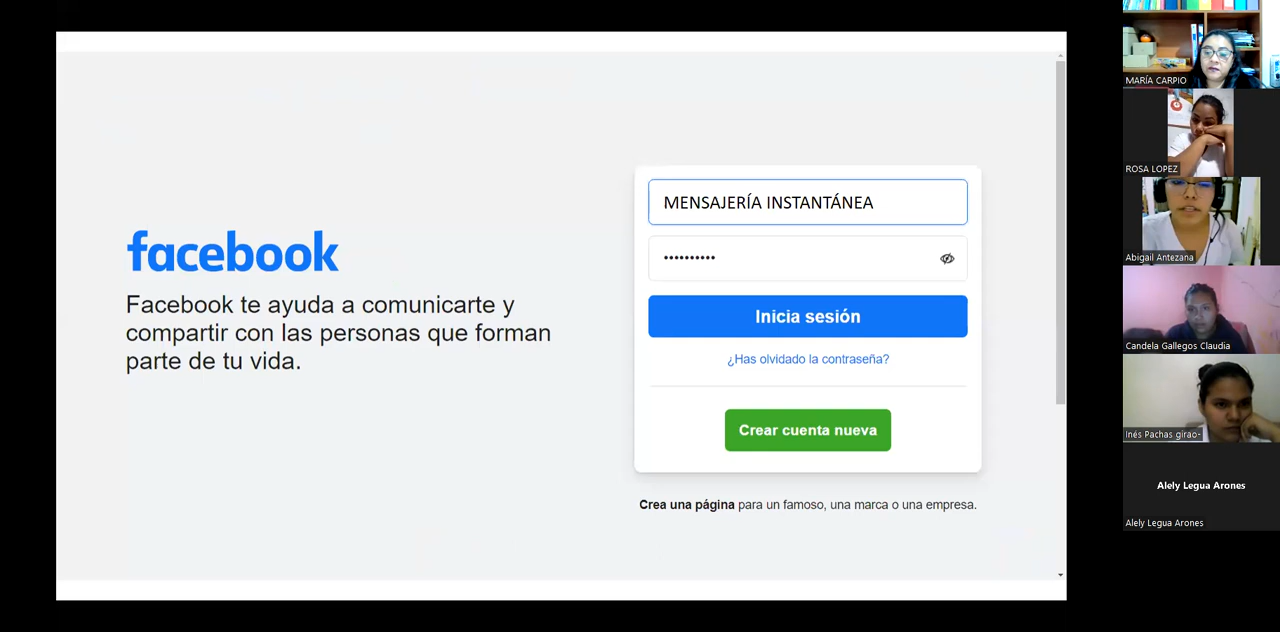 facebook
Facebook te ayuda a comunicarte y
compartir con las personas que forman
parte de tu vida.
MENSAJERÍA INSTANTÁNEA
••••••••••
Inicia sesión
¿Has olvidado la contraseña?
Crear cuenta nueva
Crea una página para un famoso, una marca o una empresa.
MARÍA CARPIO
ROSA LOPEZ
Abigail Antezana
Candela Gallegos Claudia
Inés Pachas girao-
Alely Legua Arones
Alely Legua Arones